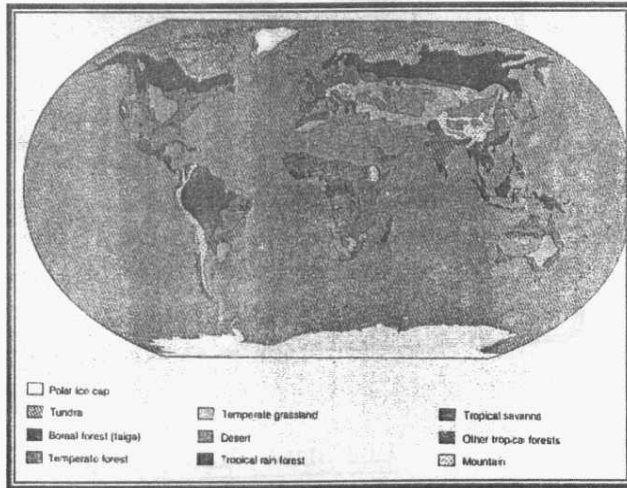 Polar ice cap
Tundra
Boreal forest (taiga)
Temperate forest
Temperate grassland
Desert
Tropical rain forest
Tropical savanna
Other tropical forests
Mountain